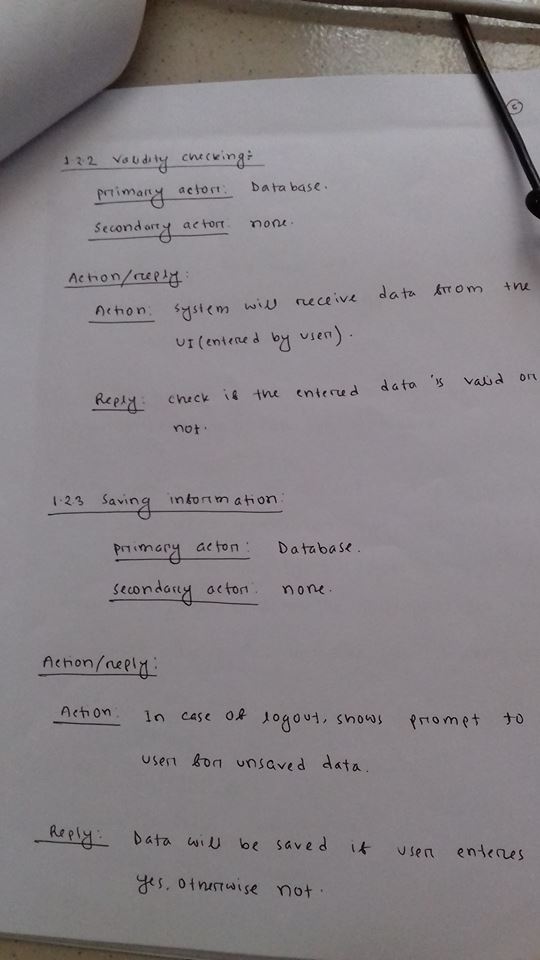 6
1.2.2 Validity checking:
Primary actor: Database.
Secondary actor: none.
Action/reply:
Action: System will receive data from the
UI (entered by user).
Reply: check if the entered data is valid or
not.
1.2.3 Saving information:
Primary actor: Database.
Secondary actor: none.
Action/reply:
Action: In case of logout, shows prompt to
user for unsaved data.
Reply: Data will be saved if user enteres
yes, otherwise not.